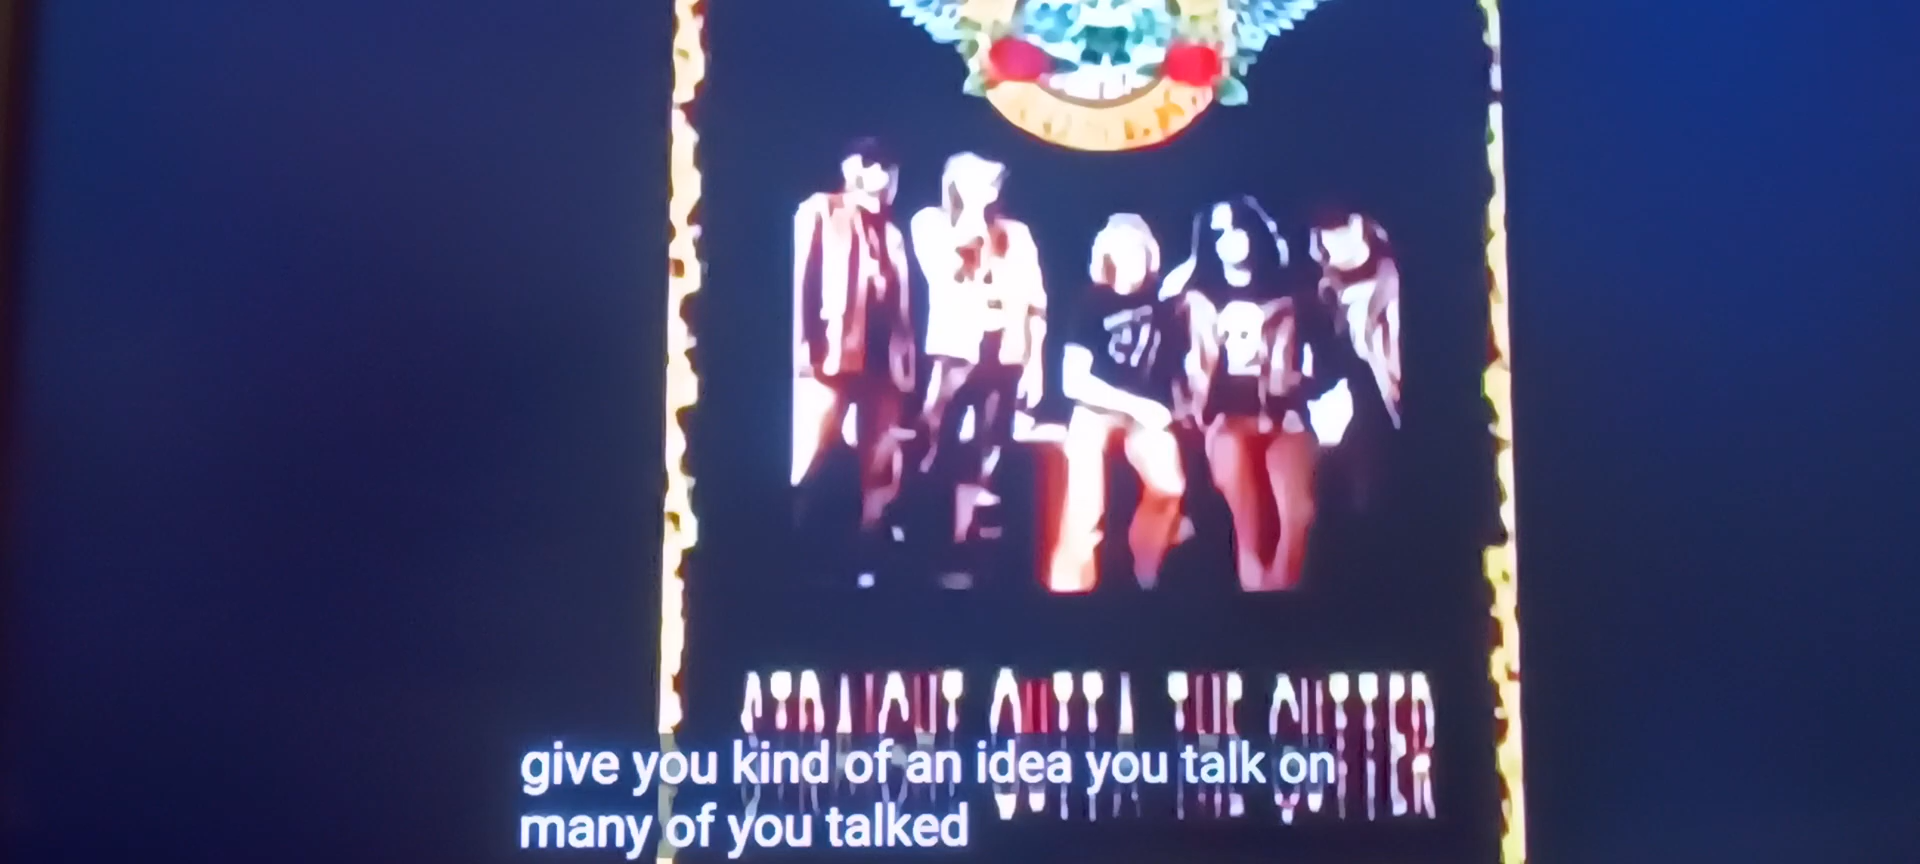 STRAIGHT OUTTA THE GUTTER
give you kind of an idea you talk on
many of you talked